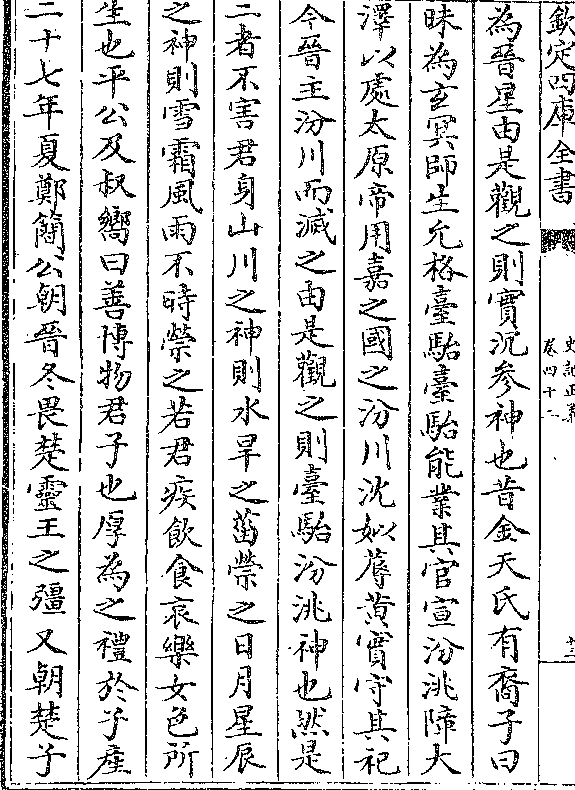 欽定四庫全書
史記正義
卷四十二
十三
為晉星由是觀之則實沉參神也昔金天氏有裔子曰
昧為玄冥師生允格臺駘臺駘能業其官宣汾洮障大
澤以處太原帝用嘉之國之汾川沈姒蓐黃實守其祀
今晉主汾川而滅之由是觀之則臺駘汾洮神也然是
二者不害君身山川之神則水旱之菑禜之日月星辰
之神則雪霜風雨不時禜之若君疾飲食哀樂女色所
生也平公及叔嚮曰善博物君子也厚為之禮於子產
二十七年夏鄭簡公朝晉冬畏楚靈王之彊又朝楚子